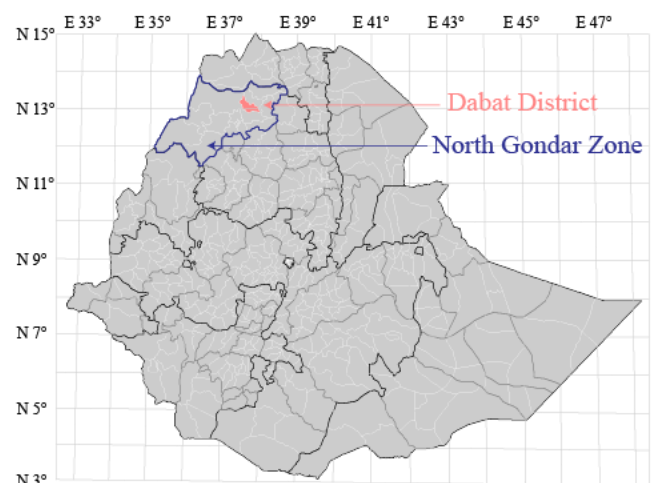 E 33° E 35° E 37° E 39° E 41° E 43° E 45° E 47°
N 15°
N 13°
Dabat District
North Gondar Zone
N 11°
N 9°
N 7°
N 5°
N 3°